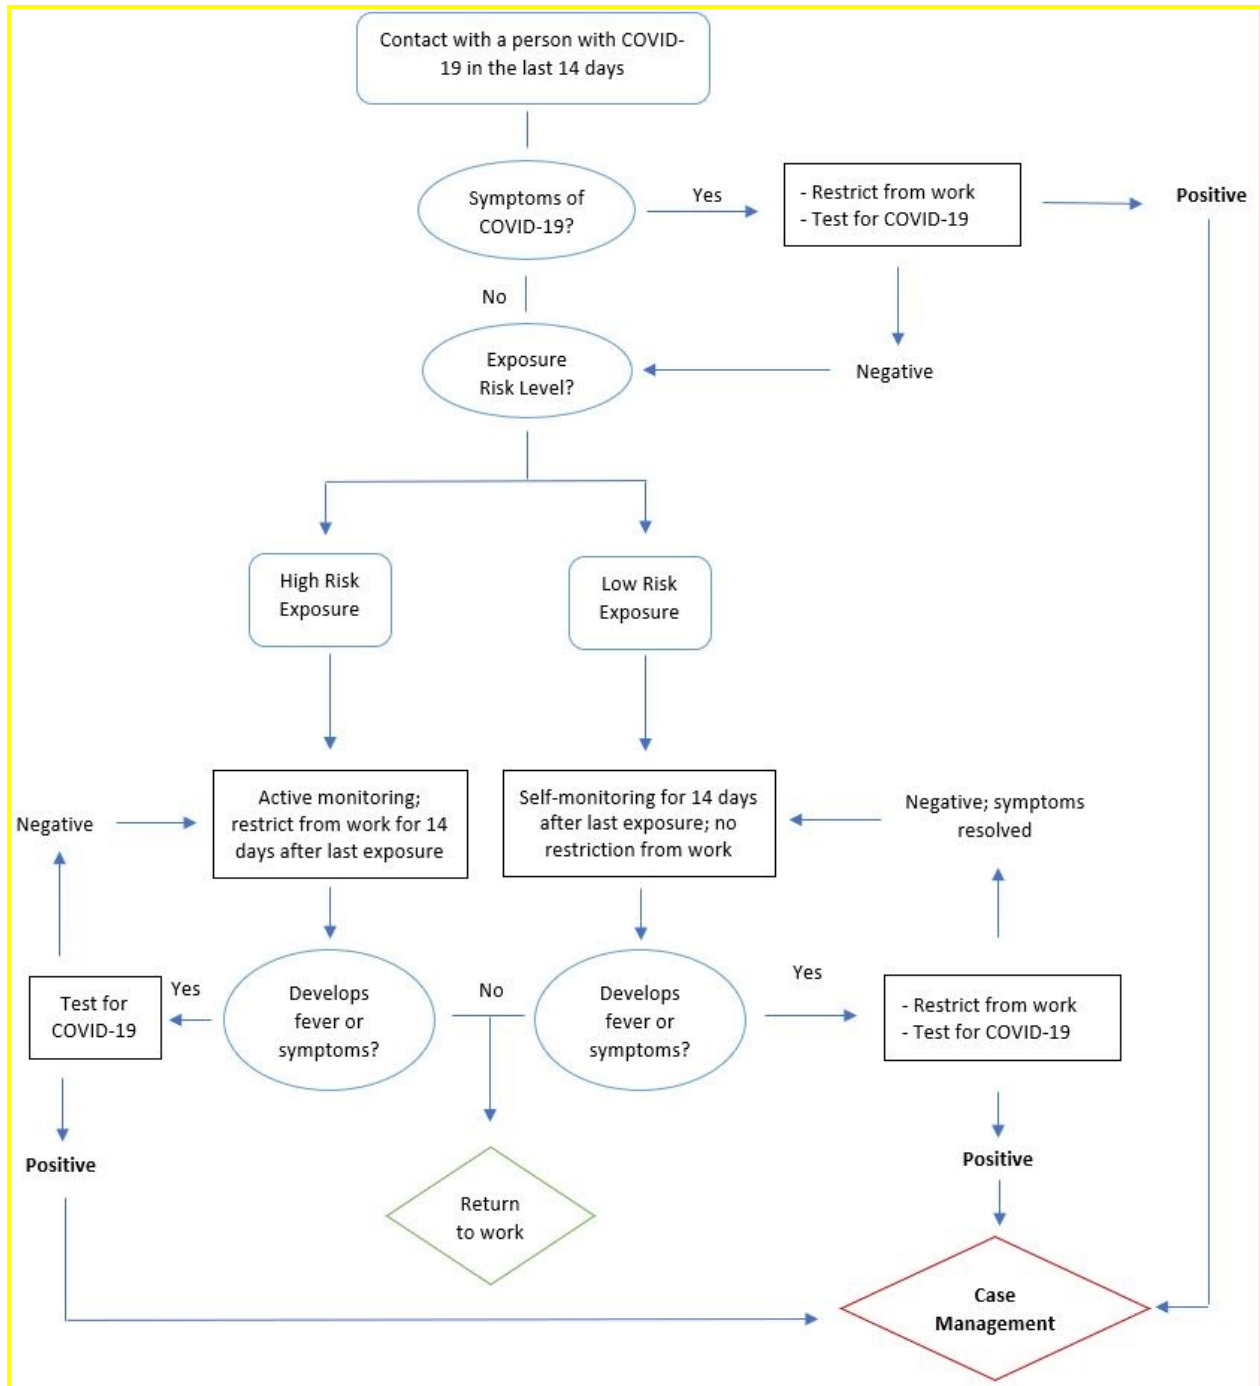 Contact with a person with COVID-
19 in the last 14 days
Symptoms of
COVID-19?
Yes
- Restrict from work
- Test for COVID-19
Positive
No
Exposure
Risk Level?
Negative
High Risk
Exposure
Low Risk
Exposure
Negative
Active monitoring;
restrict from work for 14
days after last exposure
Self-monitoring for 14 days
after last exposure; no
restriction from work
Negative; symptoms
resolved
Test for
COVID-19
Yes
Develops
fever or
symptoms?
No
Develops
fever or
symptoms?
Yes
- Restrict from work
- Test for COVID-19
Positive
Positive
Return
to work
Case
Management